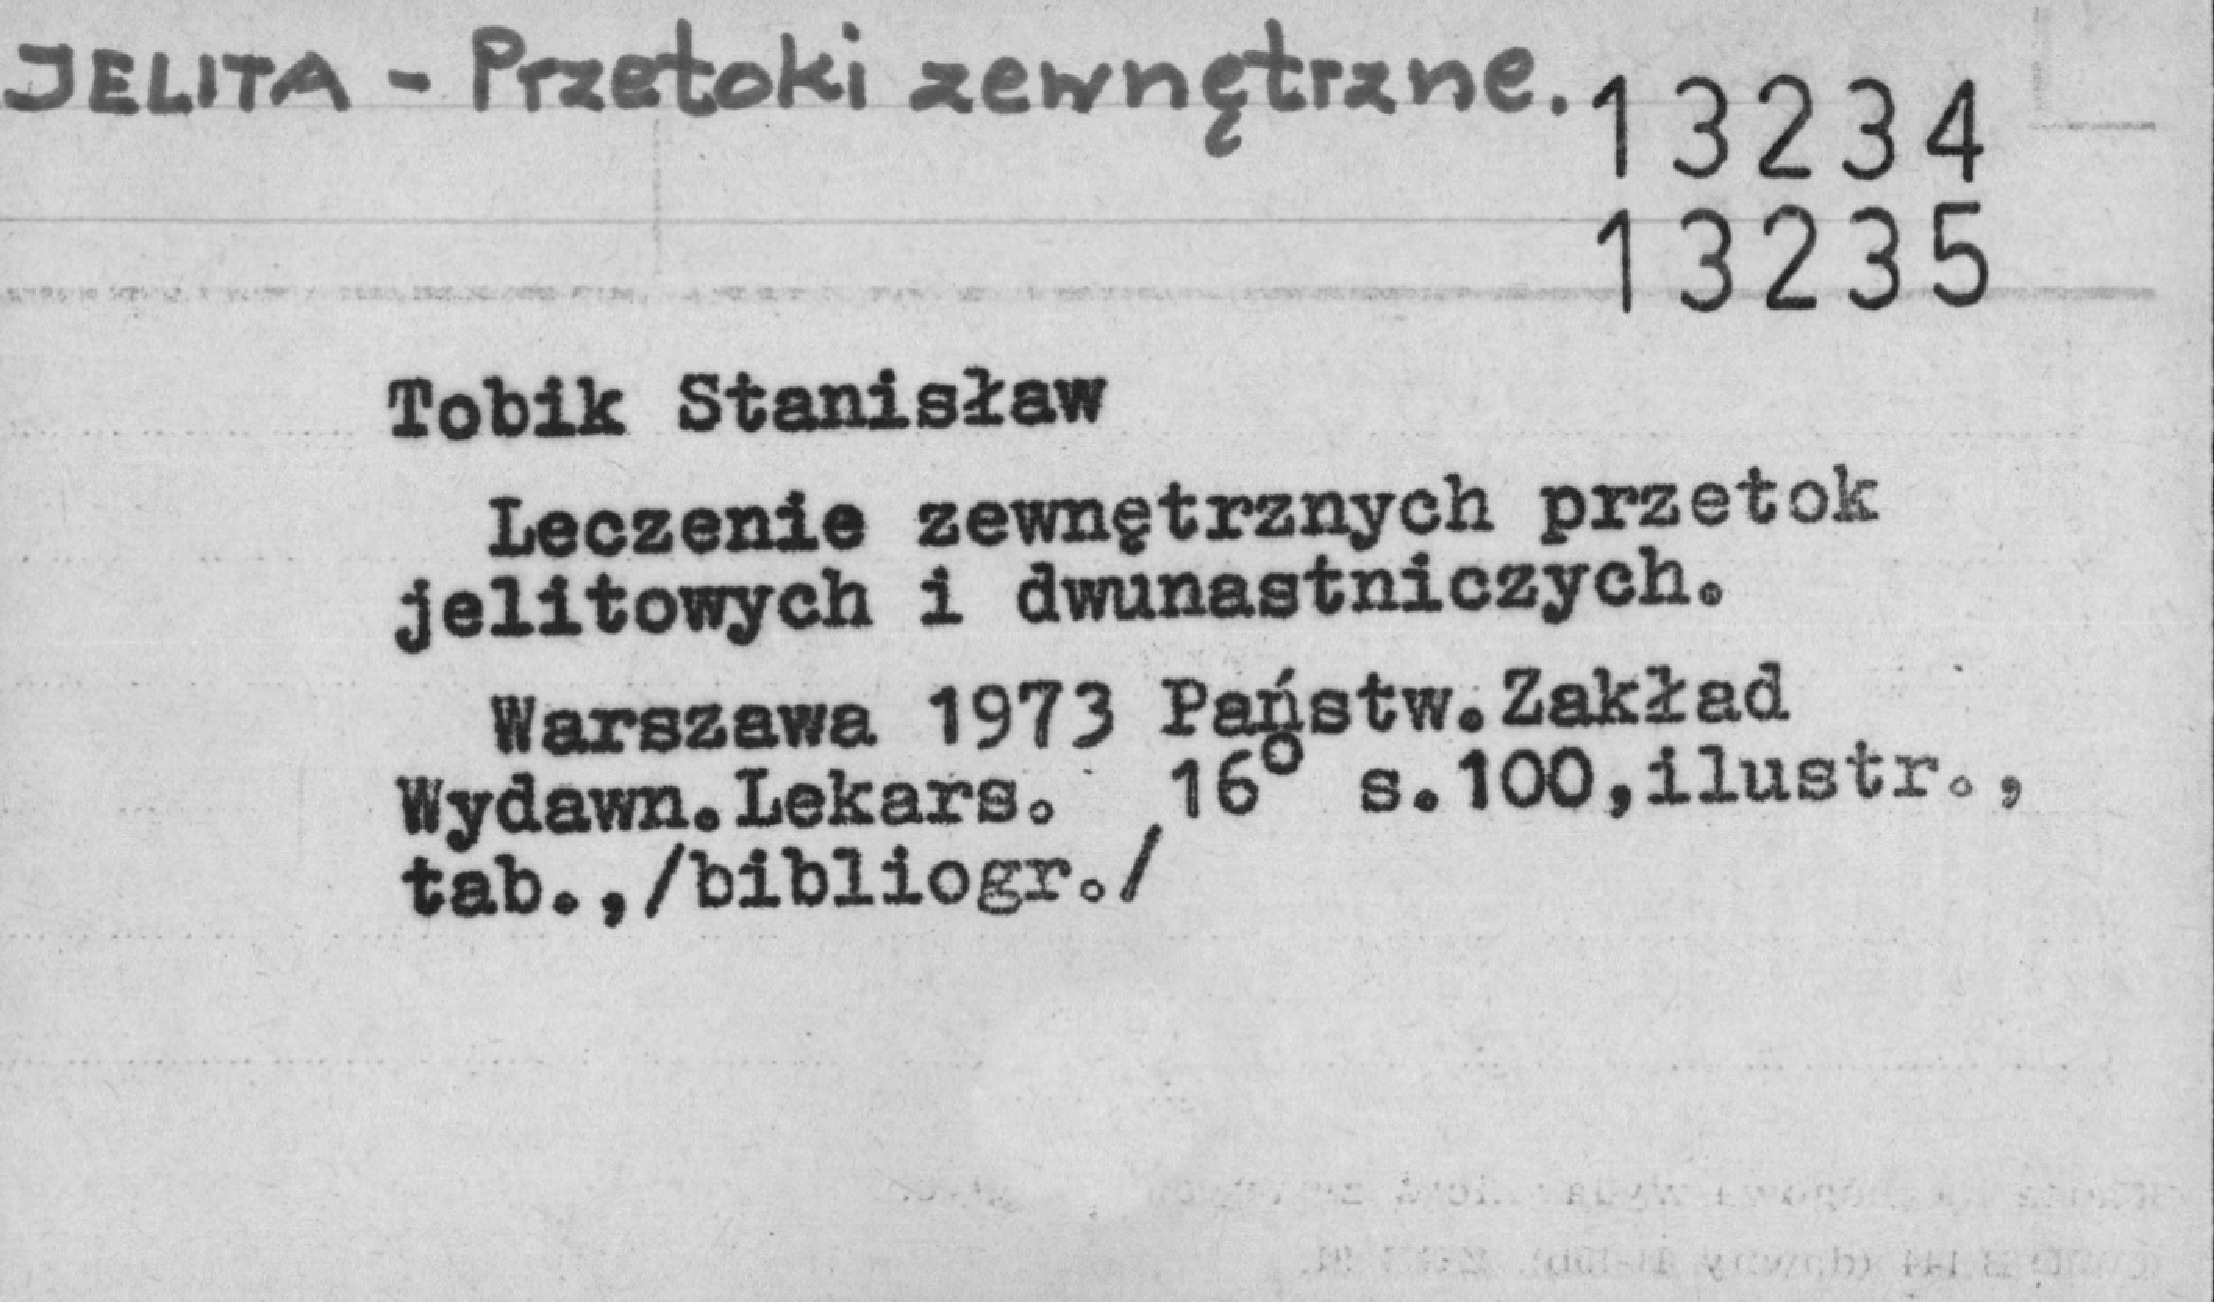 JELITA - Przetoki zewnętrzne.
13234
13235
Tobik Stanisław
Leczenie zewnętrznych przetok
jelitowych i dwunastniczych.
Warszawa 1973 Państw.Zakład
Wydawn.Lekars. 16° s.100,ilustr.,
tab.,/bibliogr./